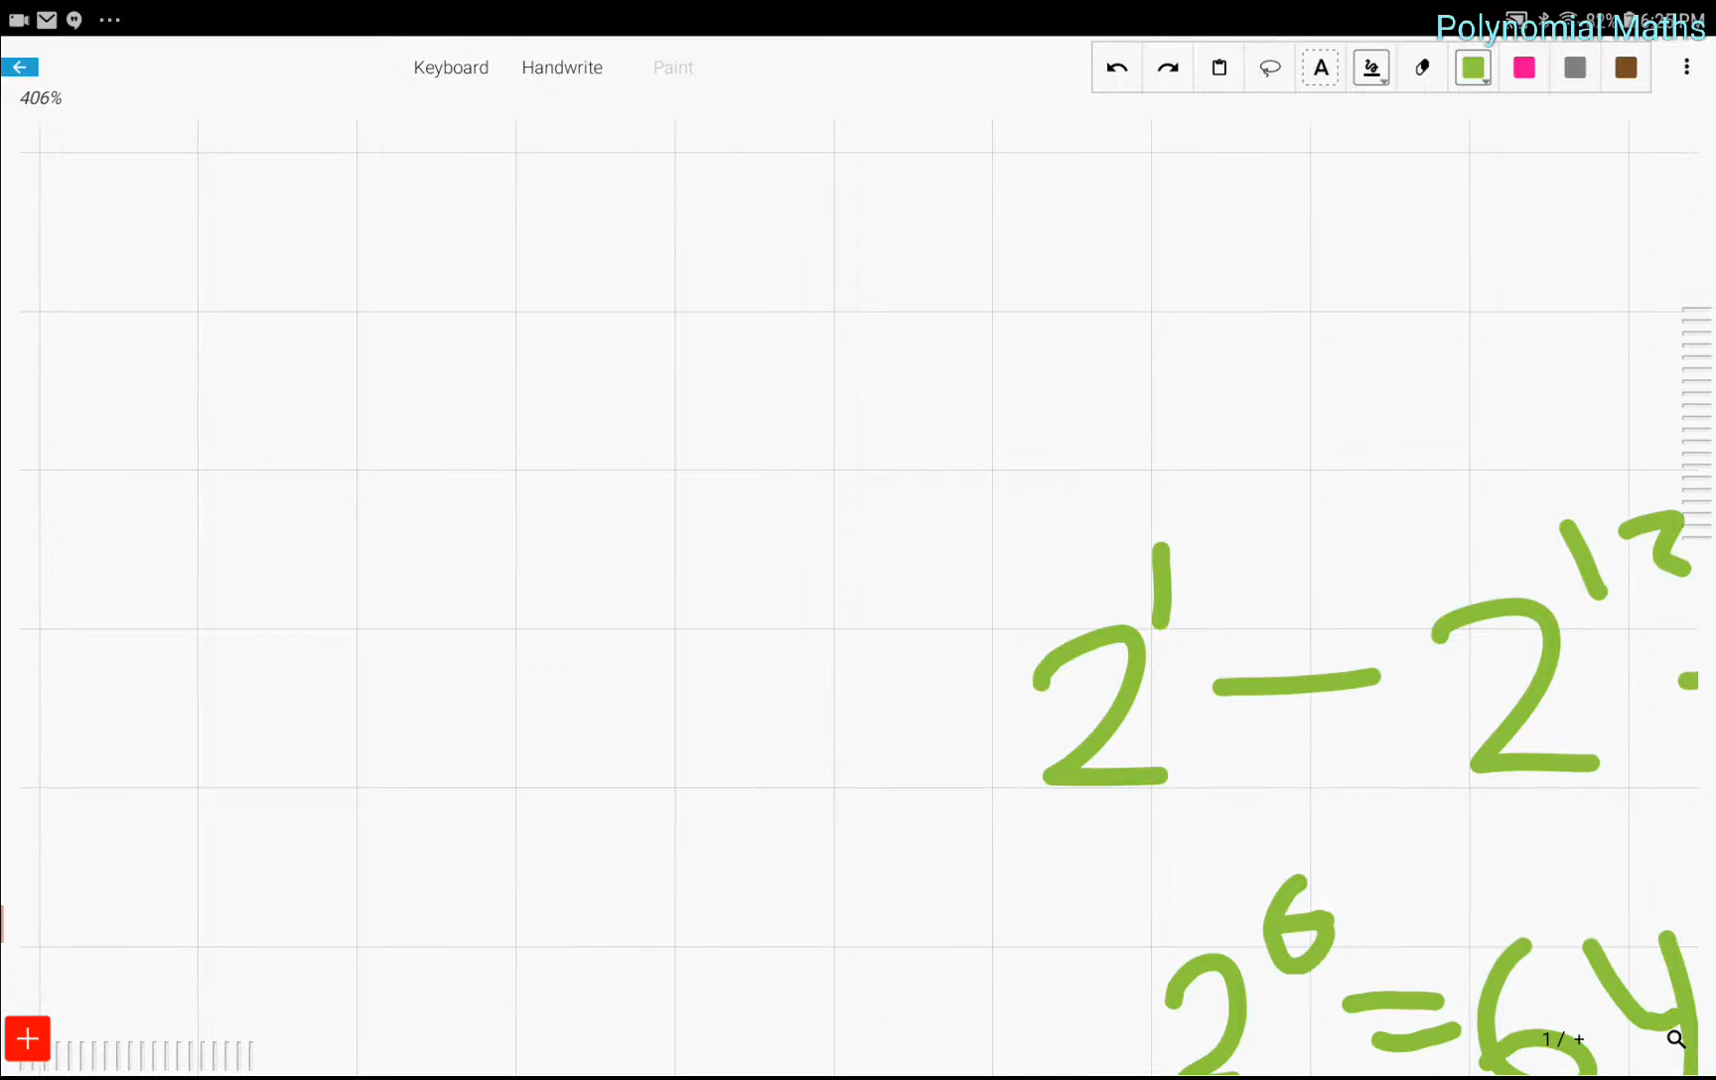 Polynomial Maths
Keyboard Handwrite Paint
A
406%
2¹ - 2¹²
2⁶ = 64
1 / +